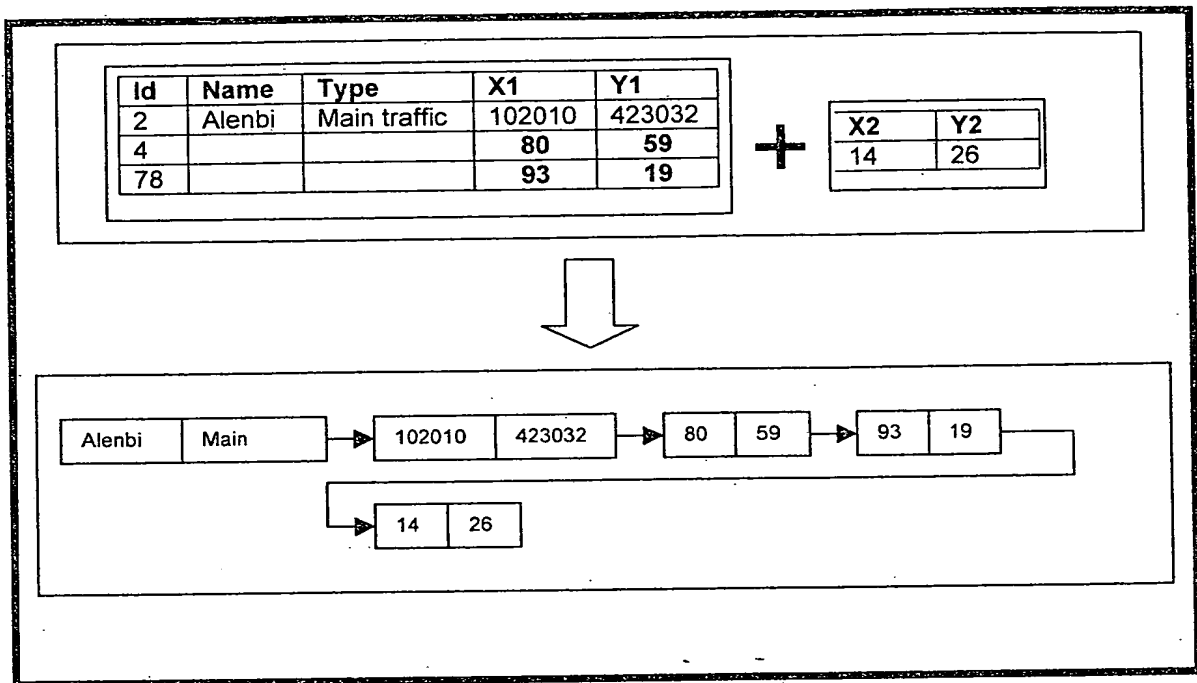 Id Name Type X1 Y1
2 Alenbi Main traffic 102010 423032
4 80 59
78 93 19
+
X2 Y2
14 26
Alenbi Main 102010 423032 80 59 93 19
14 26